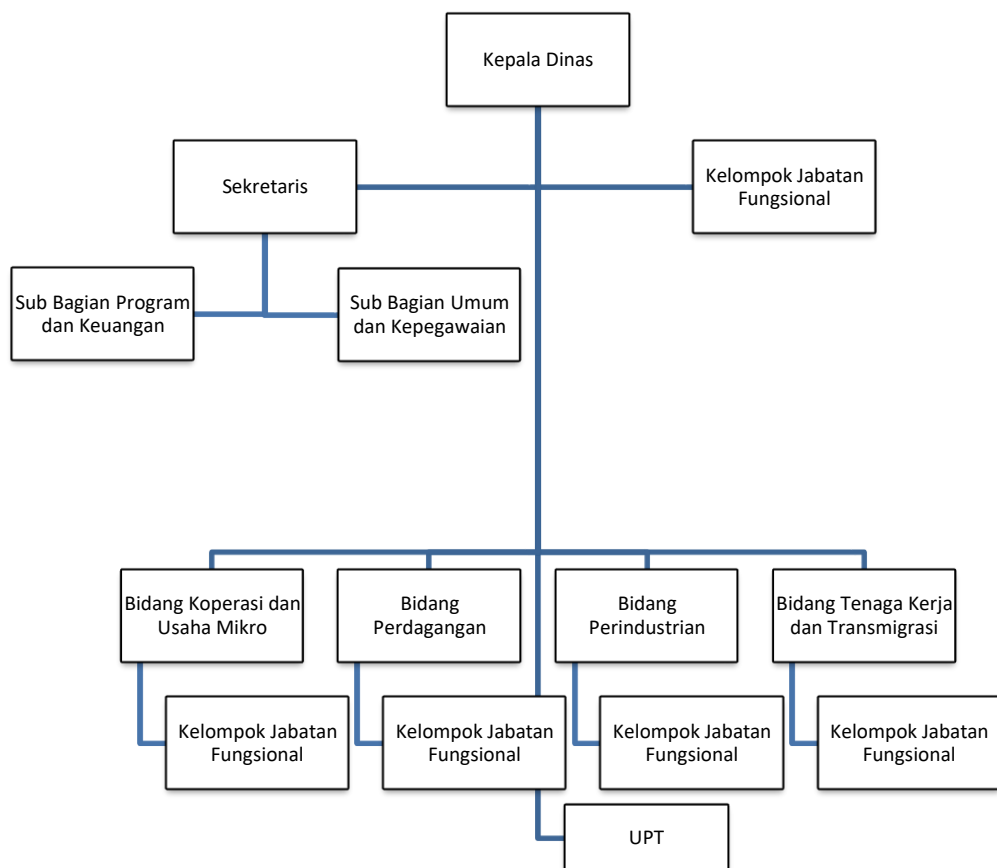 Kepala Dinas
Sekretaris
Kelompok Jabatan
Fungsional
Sub Bagian Program
dan Keuangan
Sub Bagian Umum
dan Kepegawaian
Bidang Koperasi dan
Usaha Mikro
Bidang
Perdagangan
Bidang
Perindustrian
Bidang Tenaga Kerja
dan Transmigrasi
Kelompok Jabatan
Fungsional
Kelompok Jabatan
Fungsional
Kelompok Jabatan
Fungsional
Kelompok Jabatan
Fungsional
UPT